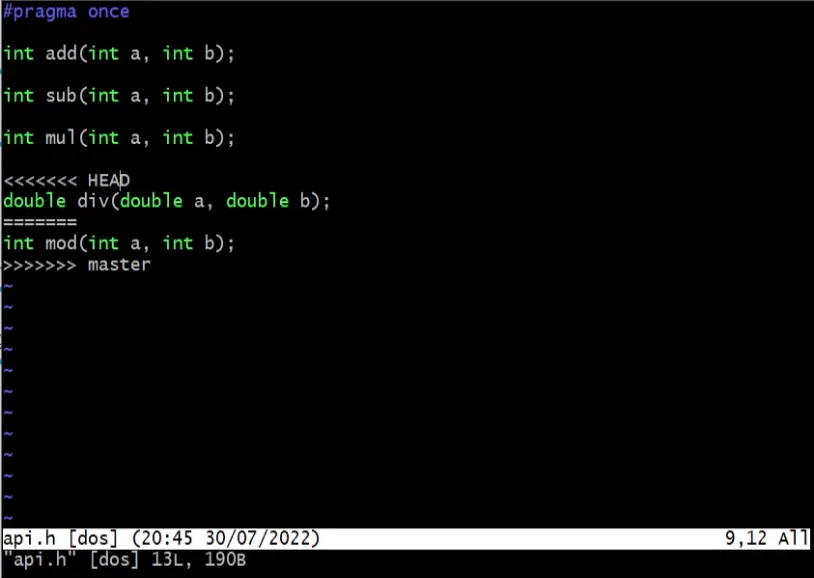 #pragma once
int add(int a, int b);
int sub(int a, int b);
int mul(int a, int b);
<<<<<<< HEAD
double div(double a, double b);
=======
int mod(int a, int b);
>>>>>>> master
~
~
~
~
~
~
~
~
~
~
~
~
api.h [dos] (20:45 30/07/2022) 9,12 All
"api.h" [dos] 13L, 190B